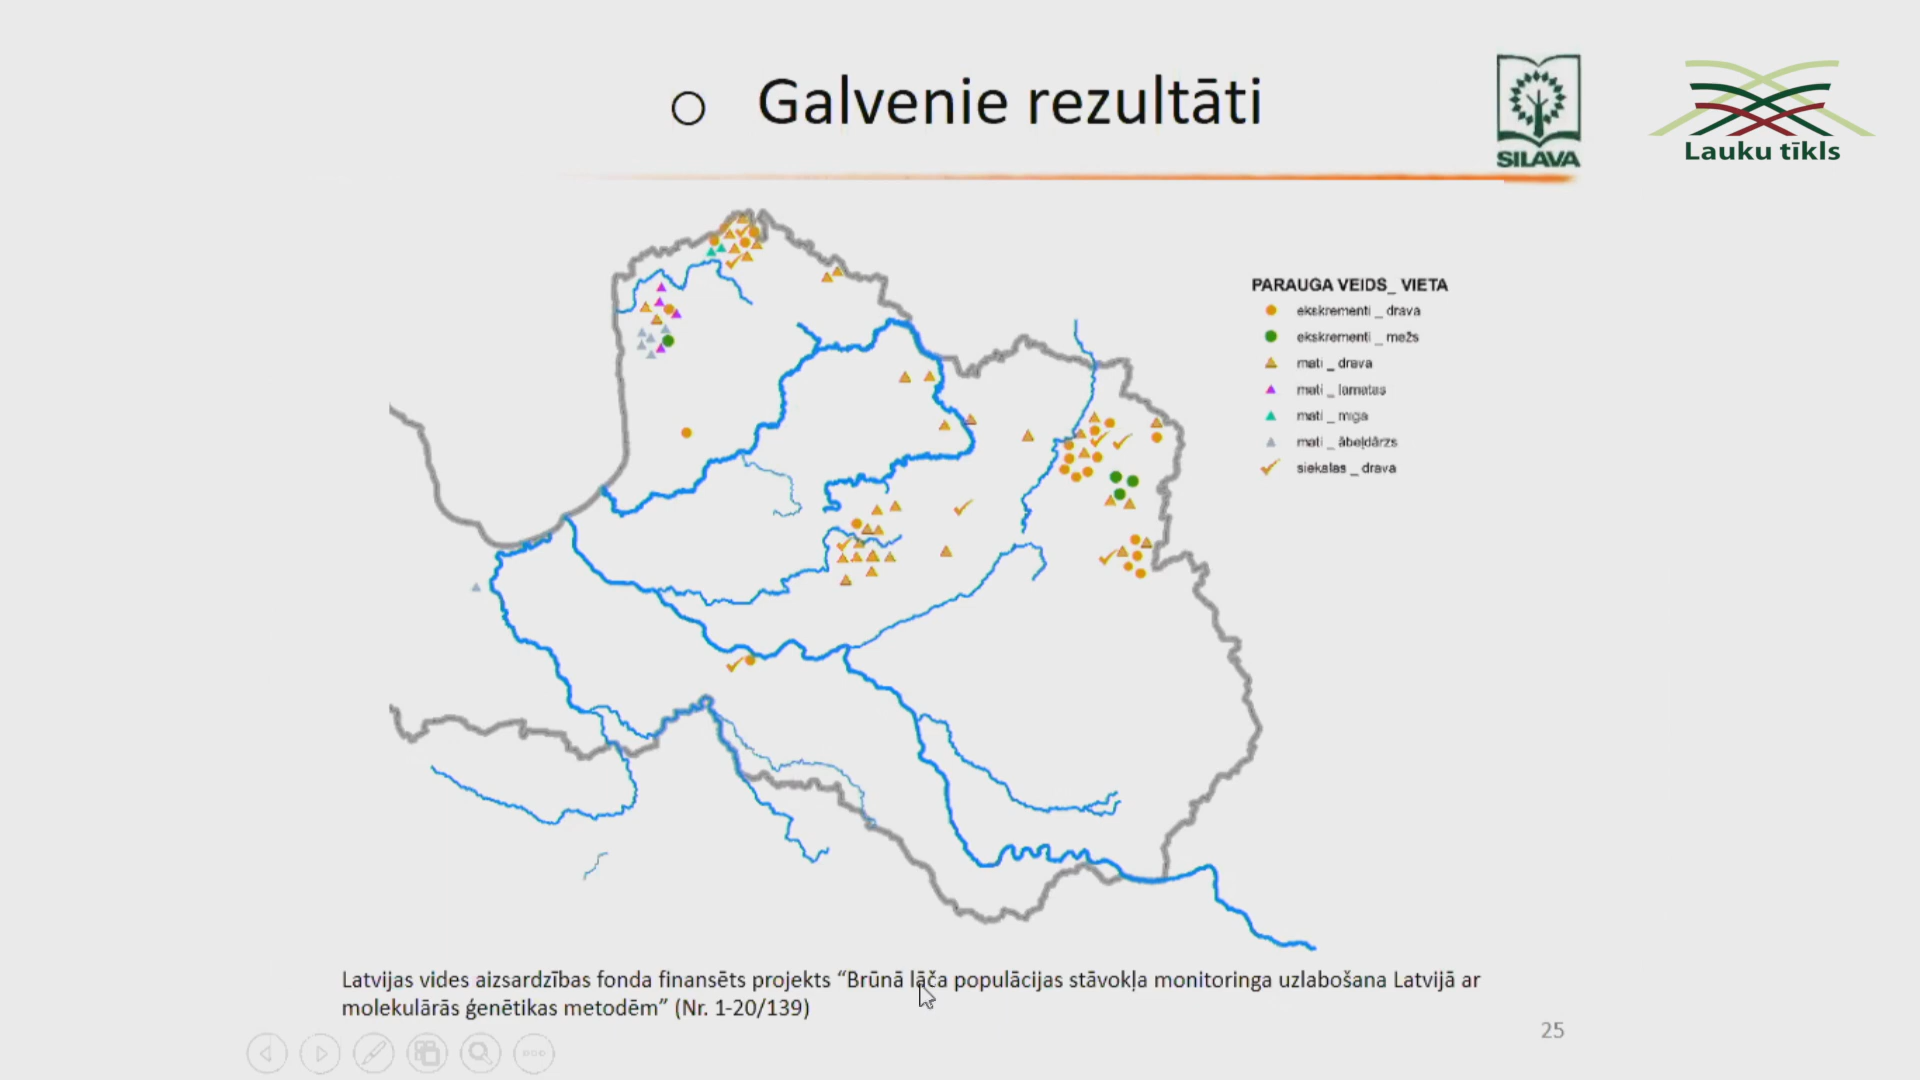 Galvenie rezultāti
SILAVA
Lauku tīkls
PARAUGA VEIDS_ VIETA
ekskrementi _ drava
ekskrementi _ mežs
mati _ drava
mati _ lamatas
mati _ miga
mati _ ābeļdārzs
siekalas _ drava
Latvijas vides aizsardzības fonda finansēts projekts “Brūnā lāča populācijas stāvokļa monitoringa uzlabošana Latvijā ar
molekulārās ģenētikas metodēm” (Nr. 1-20/139)
25